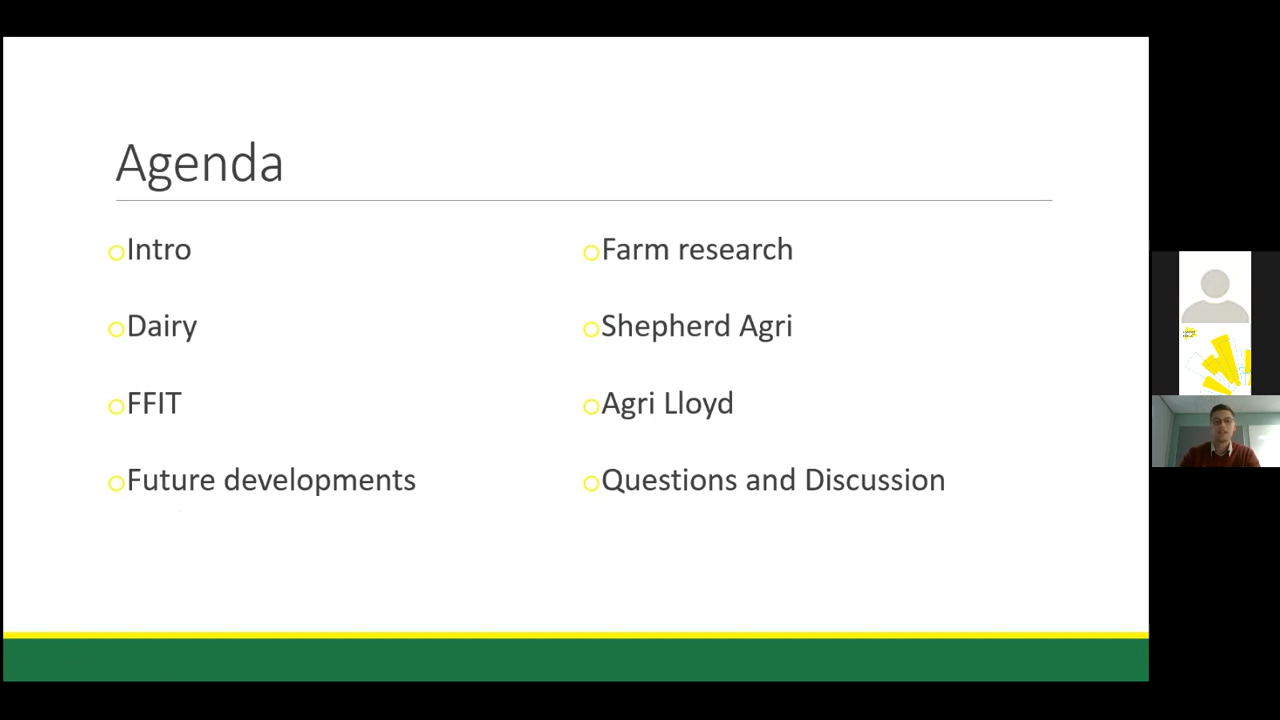 Agenda
Intro
Dairy
FFIT
Future developments
Farm research
Shepherd Agri
Agri Lloyd
Questions and Discussion